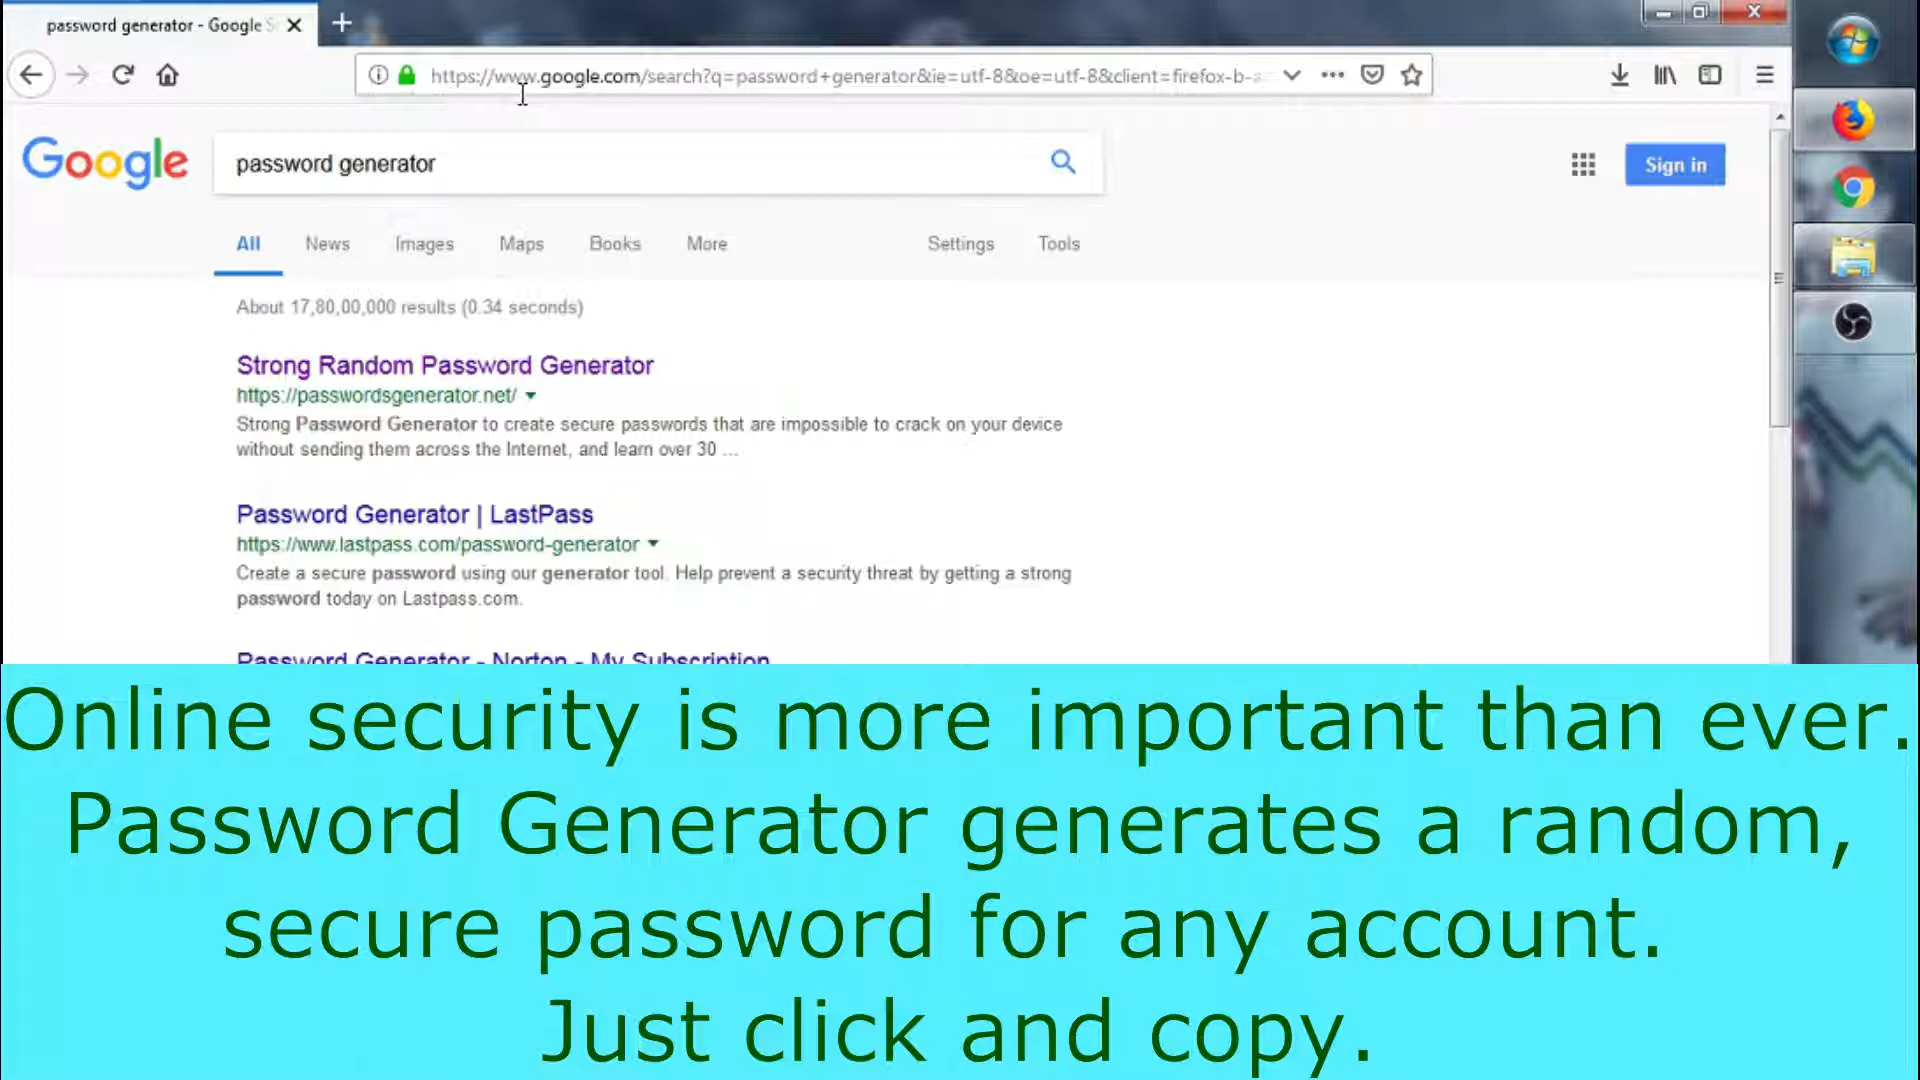 password generator - Google S
https://www.google.com/search?q=password+generator&ie=utf-8&oe=utf-8&client=firefox-b-a
Google
password generator
Sign in
All News Images Maps Books More Settings Tools
About 17,80,00,000 results (0.34 seconds)
Strong Random Password Generator
https://passwordsgenerator.net/
Strong Password Generator to create secure passwords that are impossible to crack on your device
without sending them across the Internet, and learn over 30 ...
Password Generator | LastPass
https://www.lastpass.com/password-generator
Create a secure password using our generator tool. Help prevent a security threat by getting a strong
password today on Lastpass.com.
Password Generator - Norton - My Subscription
Online security is more important than ever.
Password Generator generates a random,
secure password for any account.
Just click and copy.